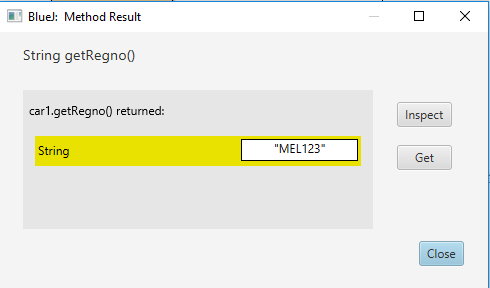 BlueJ:  Method Result
String getRegno()
car1.getRegno() returned:
Inspect
String "MEL123"
Get
Close